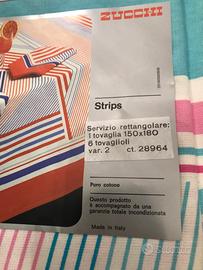 ZUCCHI
Strips
Servizio rettangolare:
1 tovaglia 150x180
6 tovaglioli
var. 2 ct. 28964
Puro cotone
Questo prodotto
è accompagnato da una
garanzia totale incondizionata
Made in Italy
subito